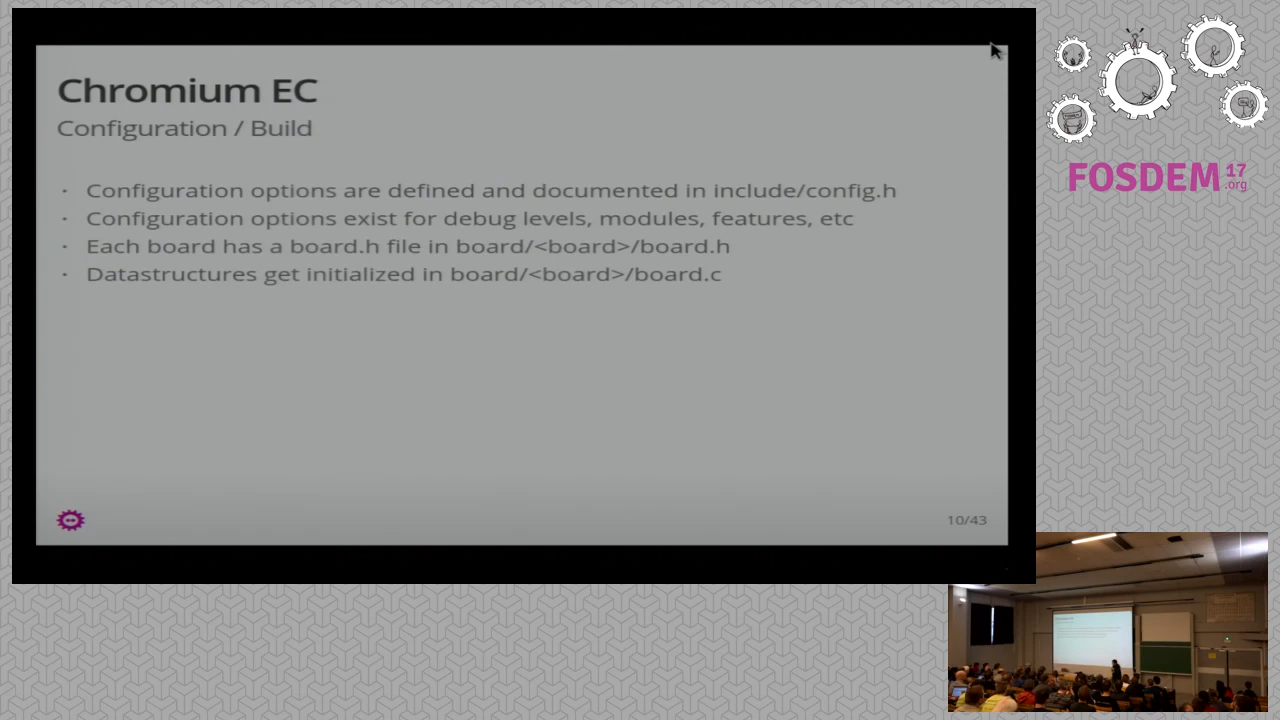 Chromium EC
Configuration / Build
· Configuration options are defined and documented in include/config.h
· Configuration options exist for debug levels, modules, features, etc
· Each board has a board.h file in board/<board>/board.h
· Datastructures get initialized in board/<board>/board.c
10/43
FOSDEM 17
.org